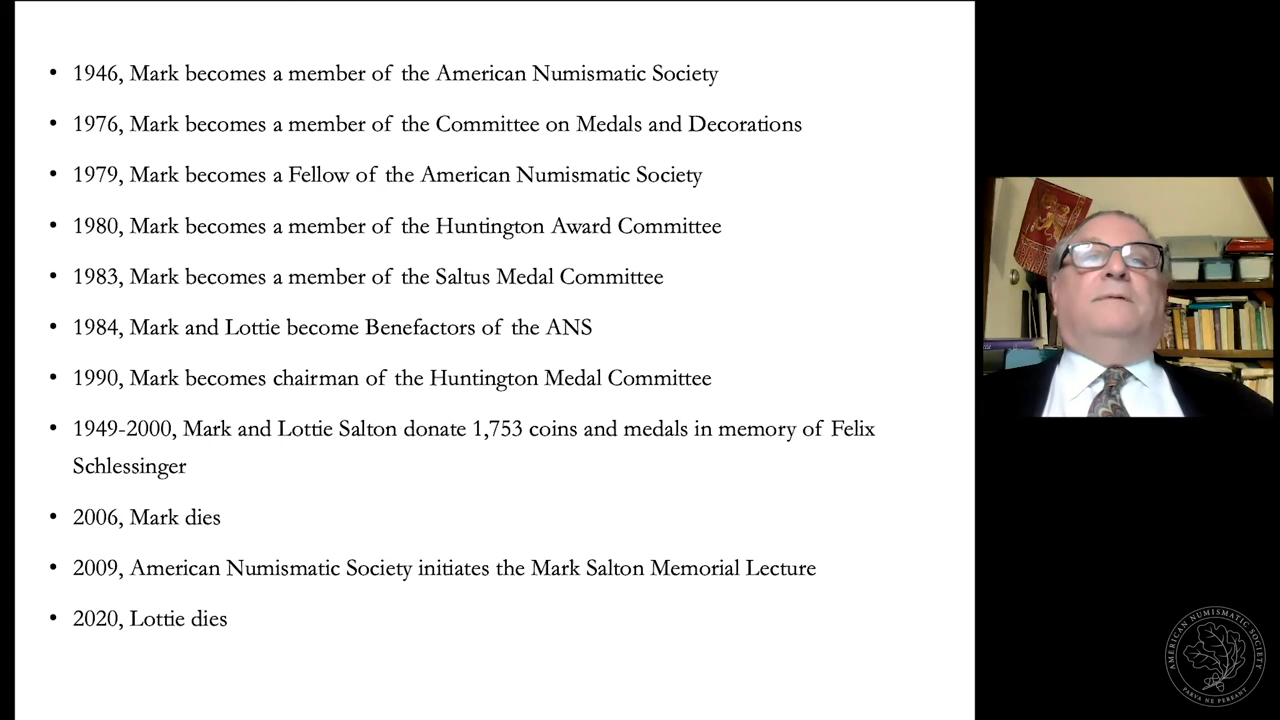 • 1946, Mark becomes a member of the American Numismatic Society
• 1976, Mark becomes a member of the Committee on Medals and Decorations
• 1979, Mark becomes a Fellow of the American Numismatic Society
• 1980, Mark becomes a member of the Huntington Award Committee
• 1983, Mark becomes a member of the Saltus Medal Committee
• 1984, Mark and Lottie become Benefactors of the ANS
• 1990, Mark becomes chairman of the Huntington Medal Committee
• 1949-2000, Mark and Lottie Salton donate 1,753 coins and medals in memory of Felix
Schlessinger
• 2006, Mark dies
• 2009, American Numismatic Society initiates the Mark Salton Memorial Lecture
• 2020, Lottie dies
AMERICAN NUMISMATIC SOCIETY
PARVA NE PEREANT